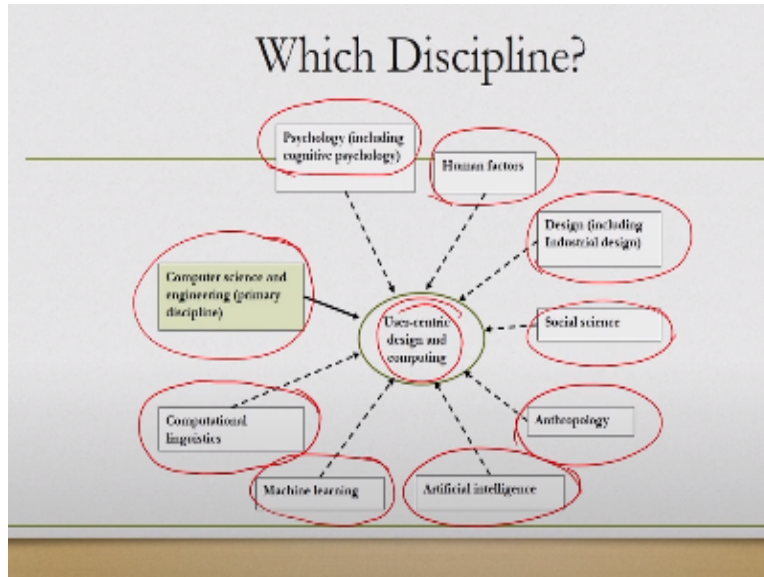 Which Discipline?
Psychology (including
cognitive psychology)
Human factors
Design (including
Industrial design)
Computer science and
engineering (primary
discipline)
User-centric
design and
computing
Social science
Computational
linguistics
Anthropology
Machine learning
Artificial intelligence